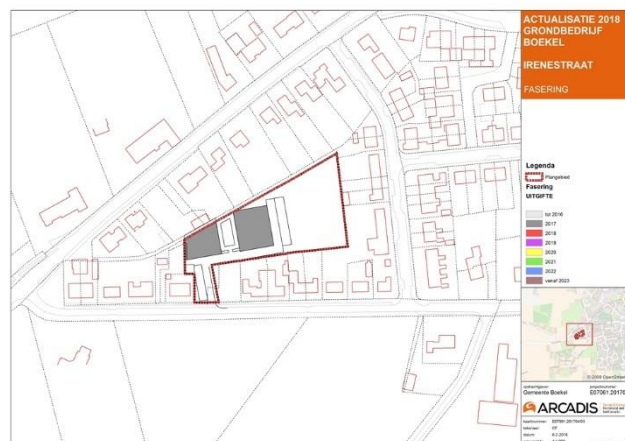 ACTUALISATIE 2018
GRONDBEDRIJF
BOEKEL
IRENESTRAAT
FASERING
Legenda
Plangebied
Fasering
UITGIFTE
tot 2016
2017
2018
2019
2020
2021
2022
vanaf 2023
Gemeente Boekel
ARCADIS